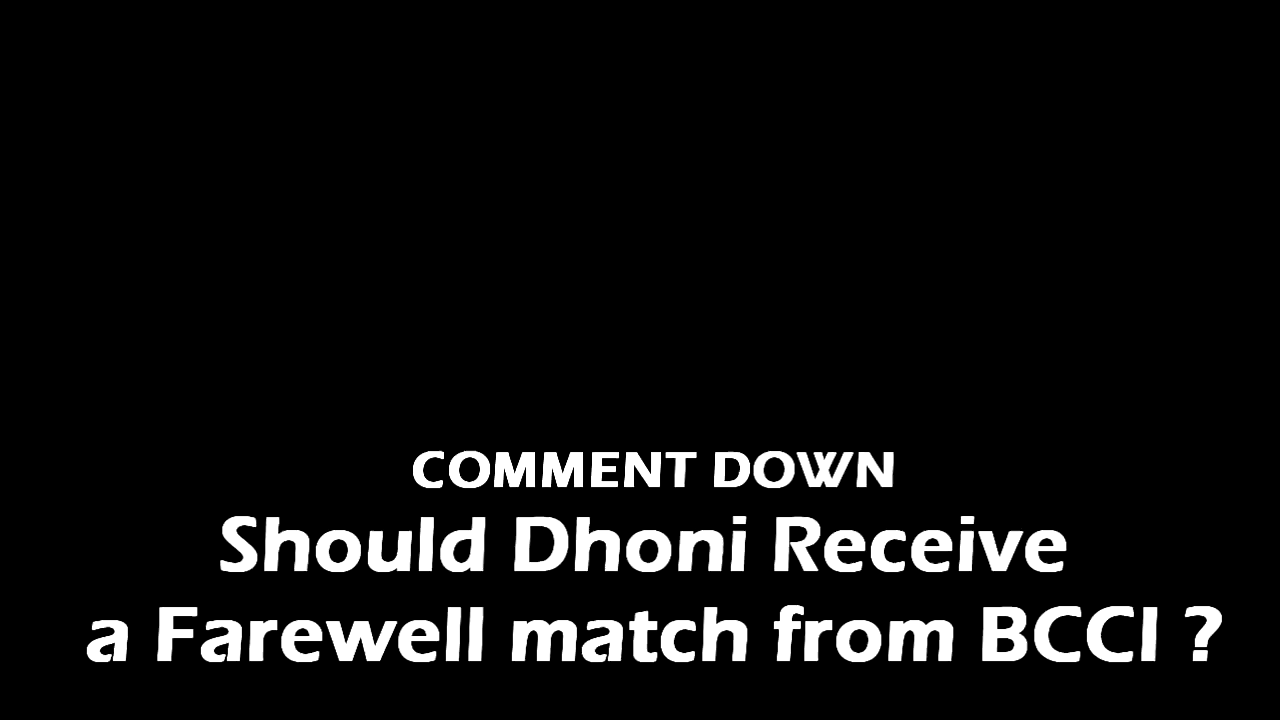 COMMENT DOWN
Should Dhoni Receive
a Farewell match from BCCI ?